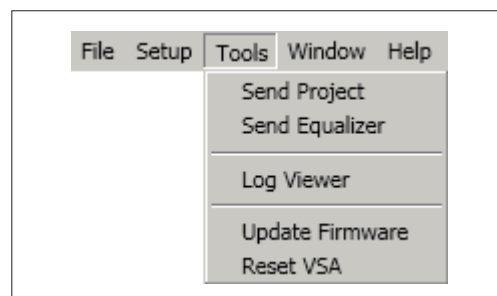 File Setup Tools Window Help
Send Project
Send Equalizer
Log Viewer
Update Firmware
Reset VSA